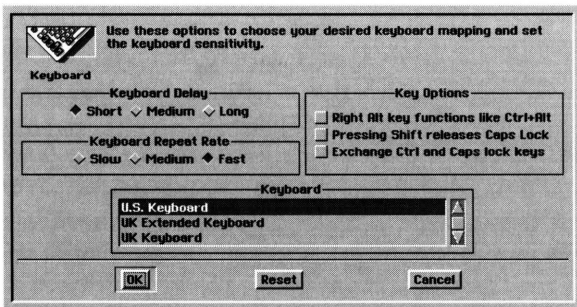 Use these options to choose your desired keyboard mapping and set
the keyboard sensitivity.
Keyboard
Keyboard Delay
Short Medium Long
Keyboard Repeat Rate
Slow Medium Fast
Key Options
Right Alt key functions like Ctrl+Alt
Pressing Shift releases Caps Lock
Exchange Ctrl and Caps lock keys
Keyboard
U.S. Keyboard
UK Extended Keyboard
UK Keyboard
OK Reset Cancel